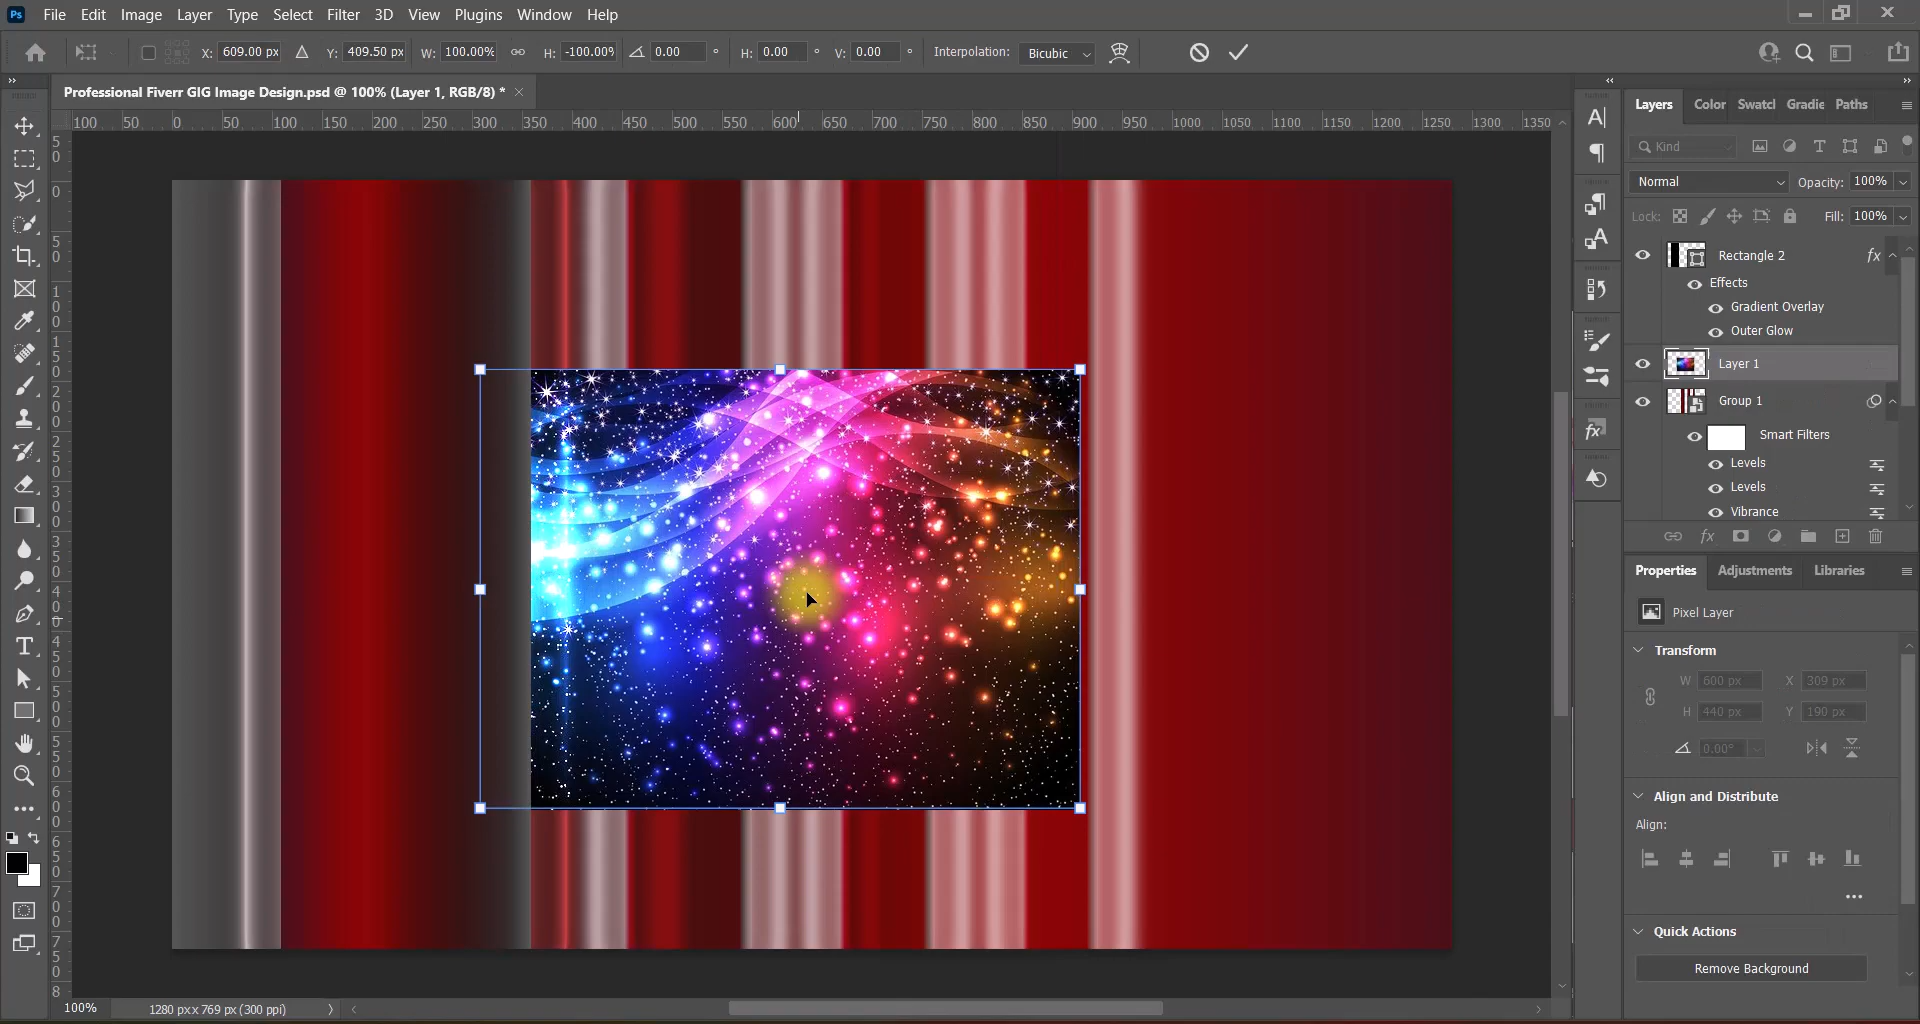 Ps File Edit Image Layer Type Select Filter 3D View Plugins Window Help
X: 609.00 px Y: 409.50 px W: 100.00% H: -100.00% 0.00 ° H: 0.00 ° V: 0.00 ° Interpolation: Bicubic
Professional Fiverr GIG Image Design.psd @ 100% (Layer 1, RGB/8) * ×
100 50 0 50 100 150 200 250 300 350 400 450 500 550 600 650 700 750 800 850 900 950 1000 1050 1100 1150 1200 1250 1300 1350
Layers Color Swatcl Gradie Paths
Kind
Normal Opacity: 100%
Lock: Fill: 100%
Rectangle 2 fx
Effects
Gradient Overlay
Outer Glow
Layer 1
Group 1
Smart Filters
Levels
Levels
Vibrance
fx
Properties Adjustments Libraries
Pixel Layer
Transform
W 600 px X 309 px
H 440 px Y 190 px
0.00°
Align and Distribute
Align:
Quick Actions
Remove Background
100% 1280 px x 769 px (300 ppi)